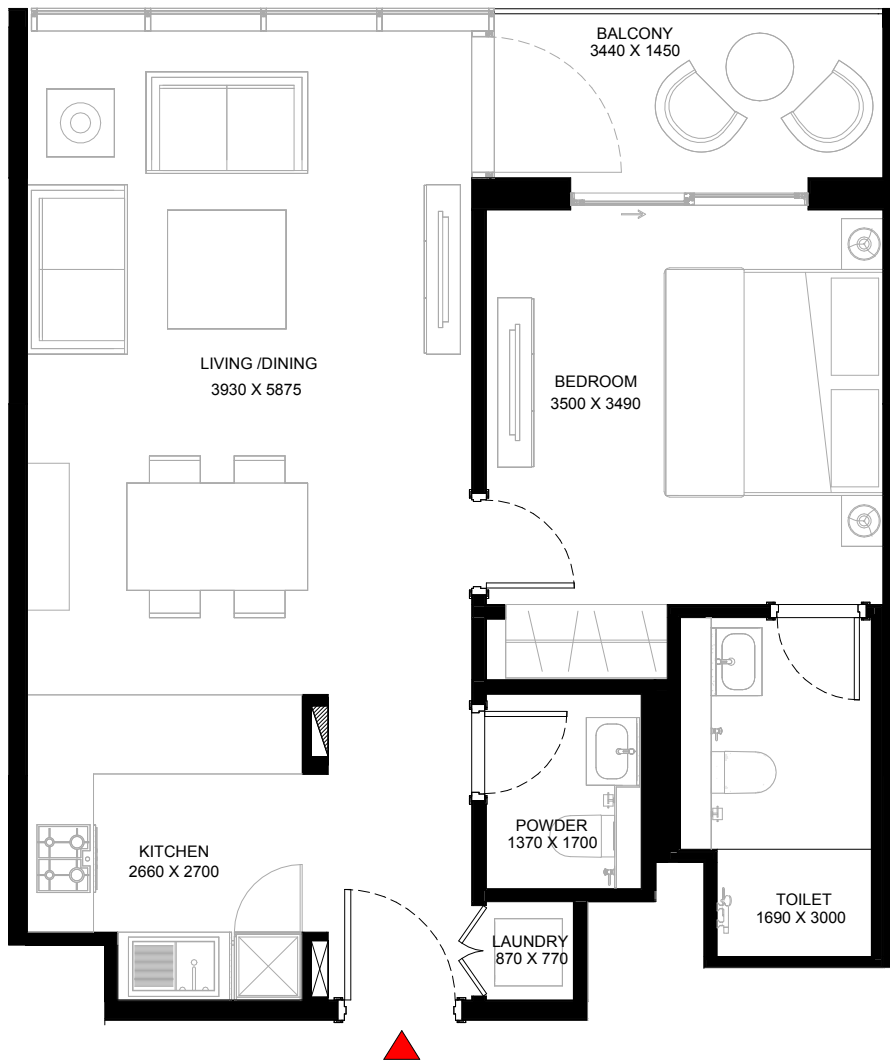 BALCONY
3440 X 1450
LIVING /DINING
3930 X 5875
BEDROOM
3500 X 3490
POWDER
1370 X 1700
KITCHEN
2660 X 2700
TOILET
1690 X 3000
LAUNDRY
870 X 770